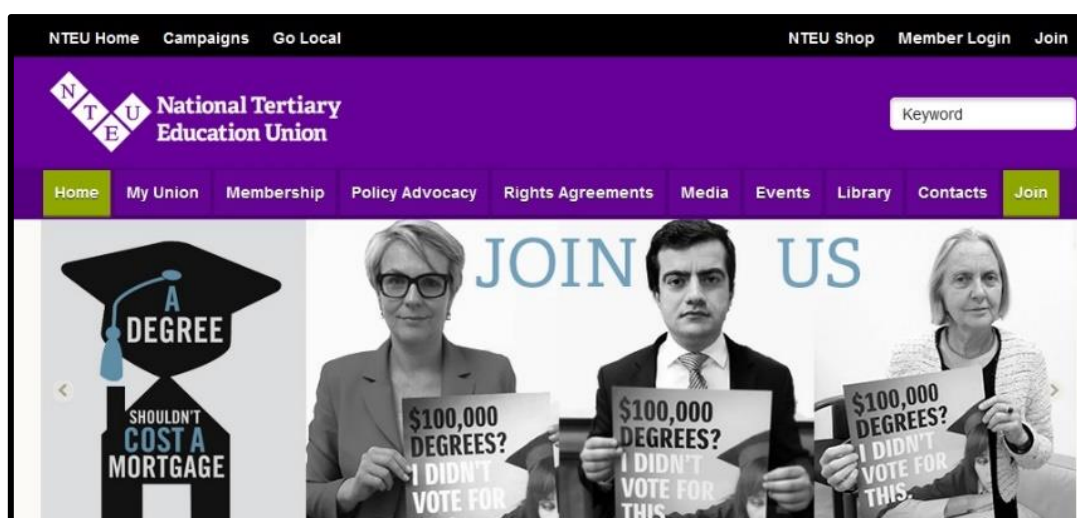 NTEU Home Campaigns Go Local NTEU Shop Member Login Join
NTEU
National Tertiary
Education Union
Keyword
Home My Union Membership Policy Advocacy Rights Agreements Media Events Library Contacts Join
JOIN US
A
DEGREE
SHOULDN'T
COST A
MORTGAGE
$100,000
DEGREES?
I DIDN'T
VOTE FOR
$100,000
DEGREES?
I DIDN'T
VOTE FOR
THIS.
$100,000
DEGREES?
I DIDN'T
VOTE FOR
THIS.